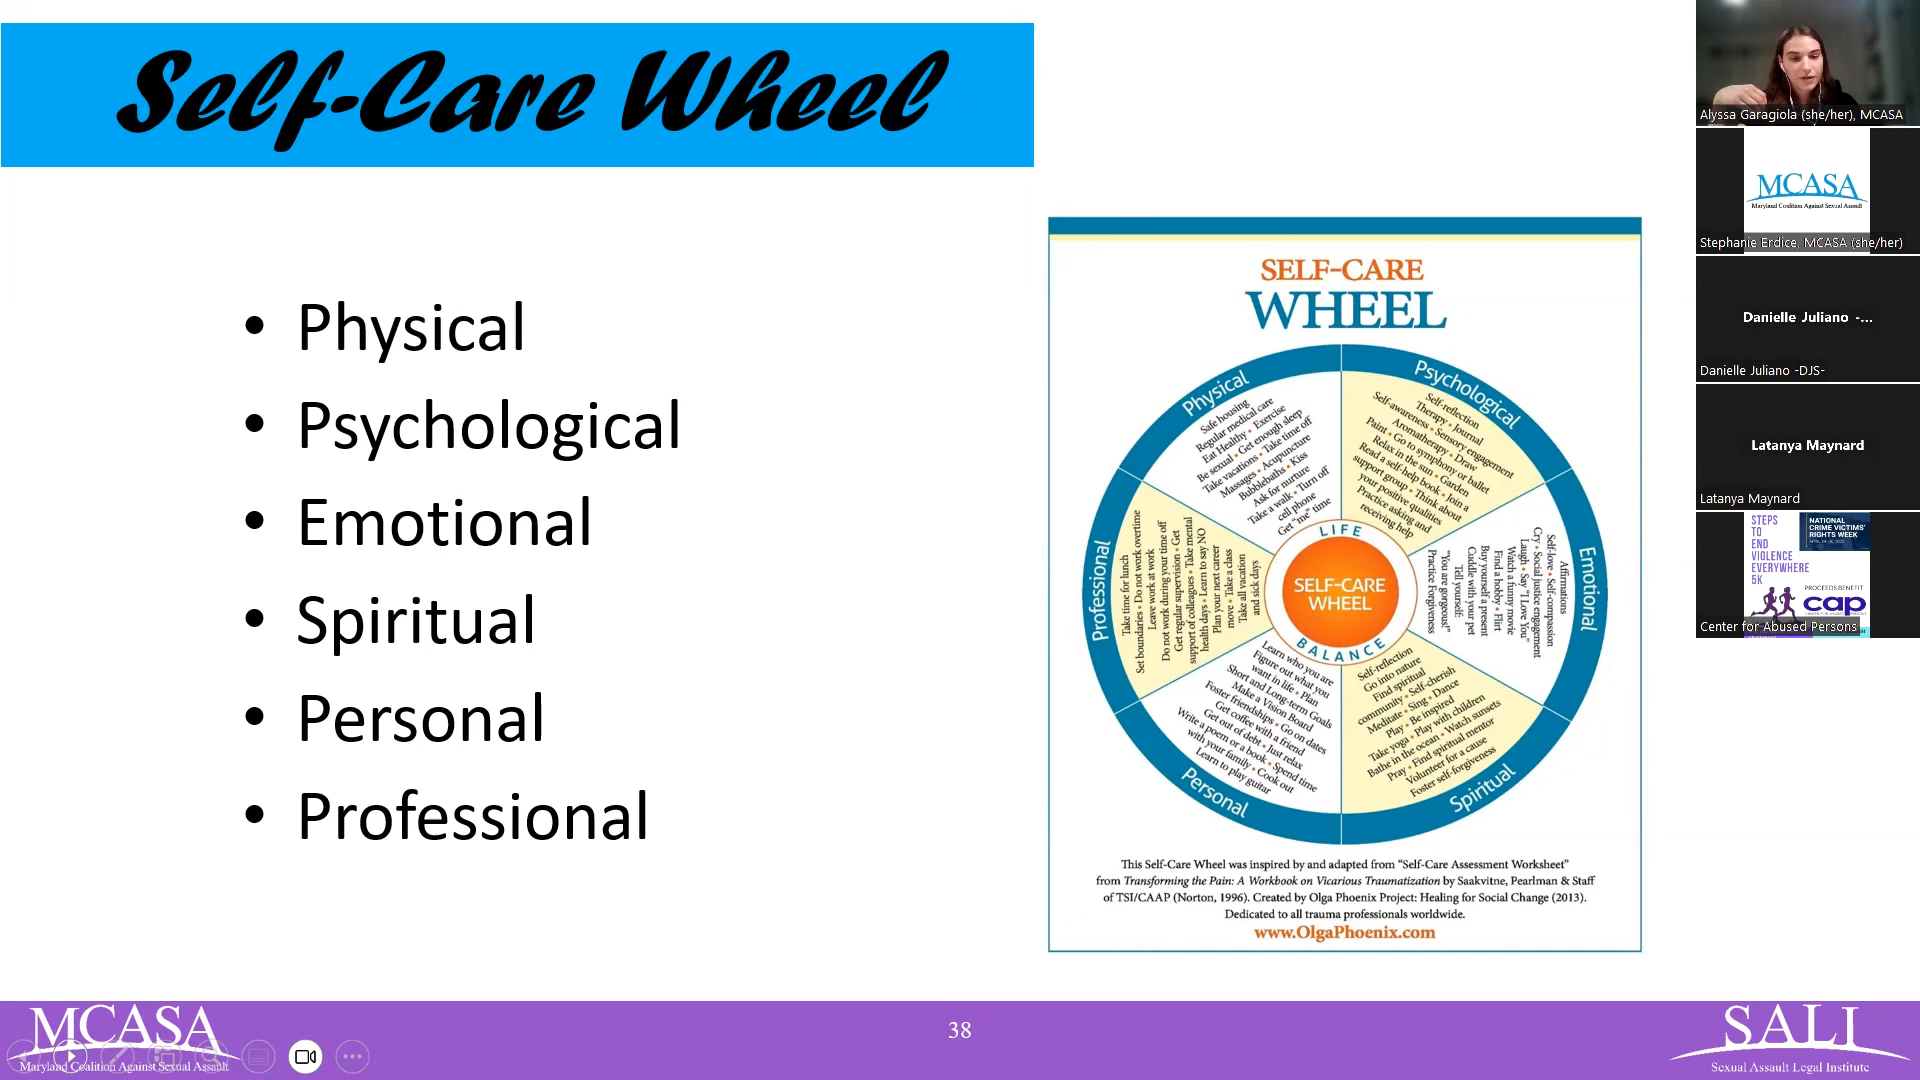 Self-Care Wheel
• Physical
• Psychological
• Emotional
• Spiritual
• Personal
• Professional
SELF-CARE
WHEEL
Physical
Safe housing
Regular medical care
Eat Healthy • Exercise
Be sexual • Get enough sleep
Take vacations • Take time off
Massages • Acupuncture
Bubblebaths • Kiss
Ask for nurture
Take a walk • Turn off
cell phone
Get "me" time
Psychological
Self-reflection
Therapy • Journal
Self-awareness • Sensory engagement
Aromatherapy • Draw
Paint • Go to symphony or ballet
Relax in the sun • Garden
Read a self-help book • Join a
support group • Think about
your positive qualities
Practice asking and
receiving help
Emotional
Affirmations
Self-love • Self-compassion
Cry • Social justice engagement
Laugh • Say "I Love You"
Watch a funny movie
Find a hobby • Flirt
Buy yourself a present
Cuddle with your pet
Tell yourself:
"You are gorgeous!"
Practice Forgiveness
Spiritual
Self-reflection
Go into nature
Find spiritual
community • Self-cherish
Meditate • Sing • Dance
Play • Be inspired
Take yoga • Play with children
Bathe in the ocean • Watch sunsets
Pray • Find spiritual mentor
Volunteer for a cause
Foster self-forgiveness
Personal
Learn who you are
Figure out what you
want in life • Plan
Short and Long-term Goals
Make a Vision Board
Foster friendships • Go on dates
Get coffee with a friend
Get out of debt • Just relax
Write a poem or a book • Spend time
with your family • Cook out
Learn to play guitar
Professional
Take time for lunch
Set boundaries • Do not work overtime
Leave work at work
Do not work during your time off
Get regular supervision • Get
support of colleagues • Take mental
health days • Learn to say NO
Plan your next career
move • Take a class
Take all vacation
and sick days
LIFE
SELF-CARE
WHEEL
BALANCE
This Self-Care Wheel was inspired by and adapted from “Self-Care Assessment Worksheet”
from Transforming the Pain: A Workbook on Vicarious Traumatization by Saakvitne, Pearlman & Staff
of TSI/CAAP (Norton, 1996). Created by Olga Phoenix Project: Healing for Social Change (2013).
Dedicated to all trauma professionals worldwide.
www.OlgaPhoenix.com
Alyssa Garagiola (she/her), MCASA
MCASA
Maryland Coalition Against Sexual Assault
Stephanie Erdice, MCASA (she/her)
Danielle Juliano -...
Danielle Juliano -DJS-
Latanya Maynard
Latanya Maynard
STEPS
TO
END
VIOLENCE
EVERYWHERE
5K
NATIONAL
CRIME VICTIMS'
RIGHTS WEEK
PROCEEDS BENEFIT
cap
Center for Abused Persons
MCASA
Maryland Coalition Against Sexual Assault
38
SALI
Sexual Assault Legal Institute